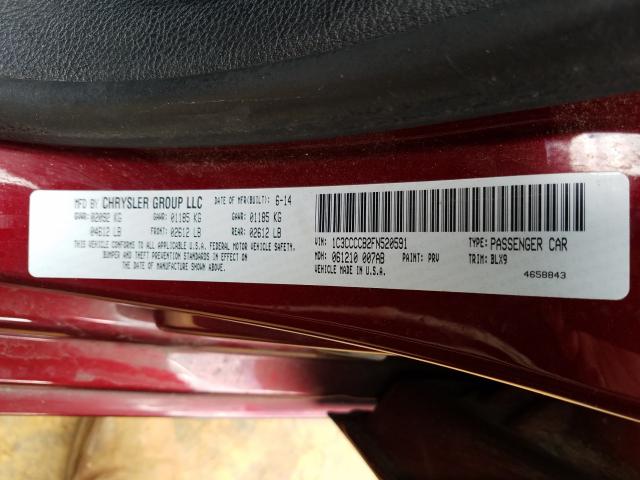 MFD BY CHRYSLER GROUP LLC DATE OF MFR(BUILT): 6-14
GVWR: 02092 KG GAWR: 01185 KG GAWR: 01185 KG
04612 LB FRONT: 02612 LB REAR: 02612 LB
THIS VEHICLE CONFORMS TO ALL APPLICABLE U.S.A. FEDERAL MOTOR VEHICLE SAFETY,
BUMPER AND THEFT PREVENTION STANDARDS IN EFFECT ON
THE DATE OF MANUFACTURE SHOWN ABOVE.
VIN: 1C3CCCCB2FN520591 TYPE: PASSENGER CAR
MDH: 061210 007AB PAINT: PRV TRIM: BLX9
VEHICLE MADE IN U.S.A.
4658843